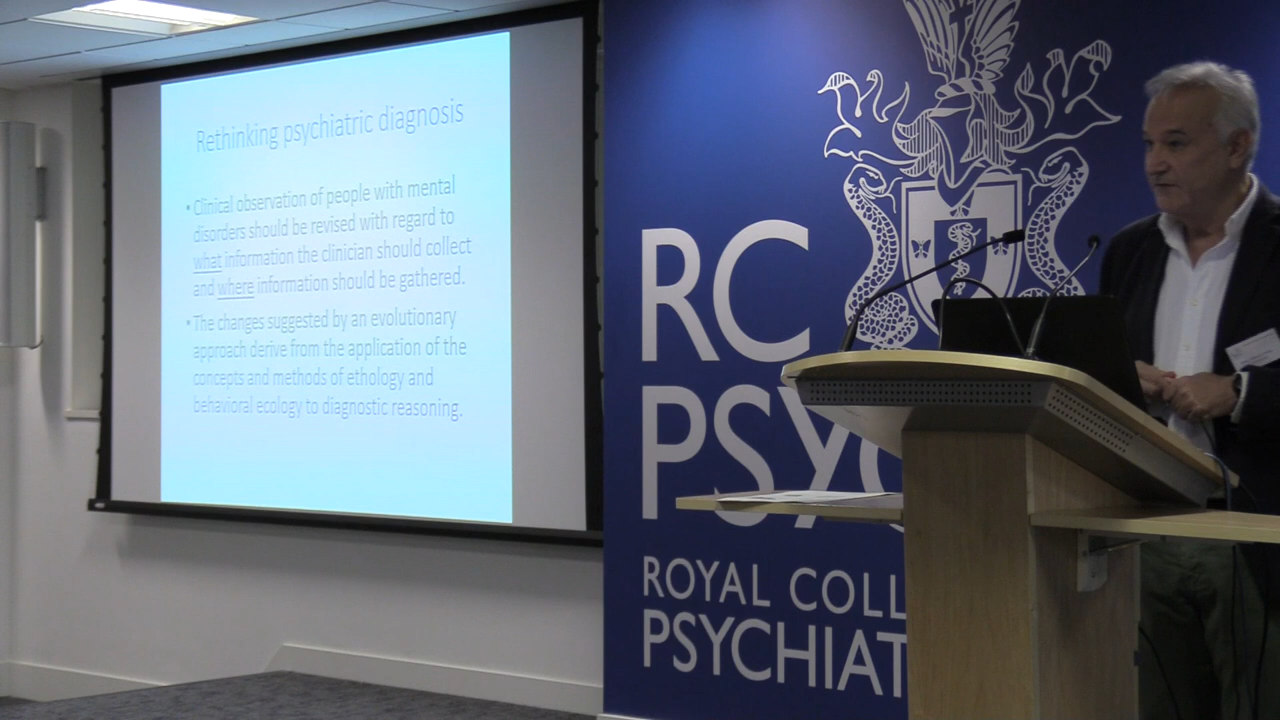 Rethinking psychiatric diagnosis
• Clinical observation of people with mental
disorders should be revised with regard to
what information the clinician should collect
and where information should be gathered.
• The changes suggested by an evolutionary
approach derive from the application of the
concepts and methods of ethology and
behavioral ecology to diagnostic reasoning.
RC
PSYC
ROYAL COLL
PSYCHIAT